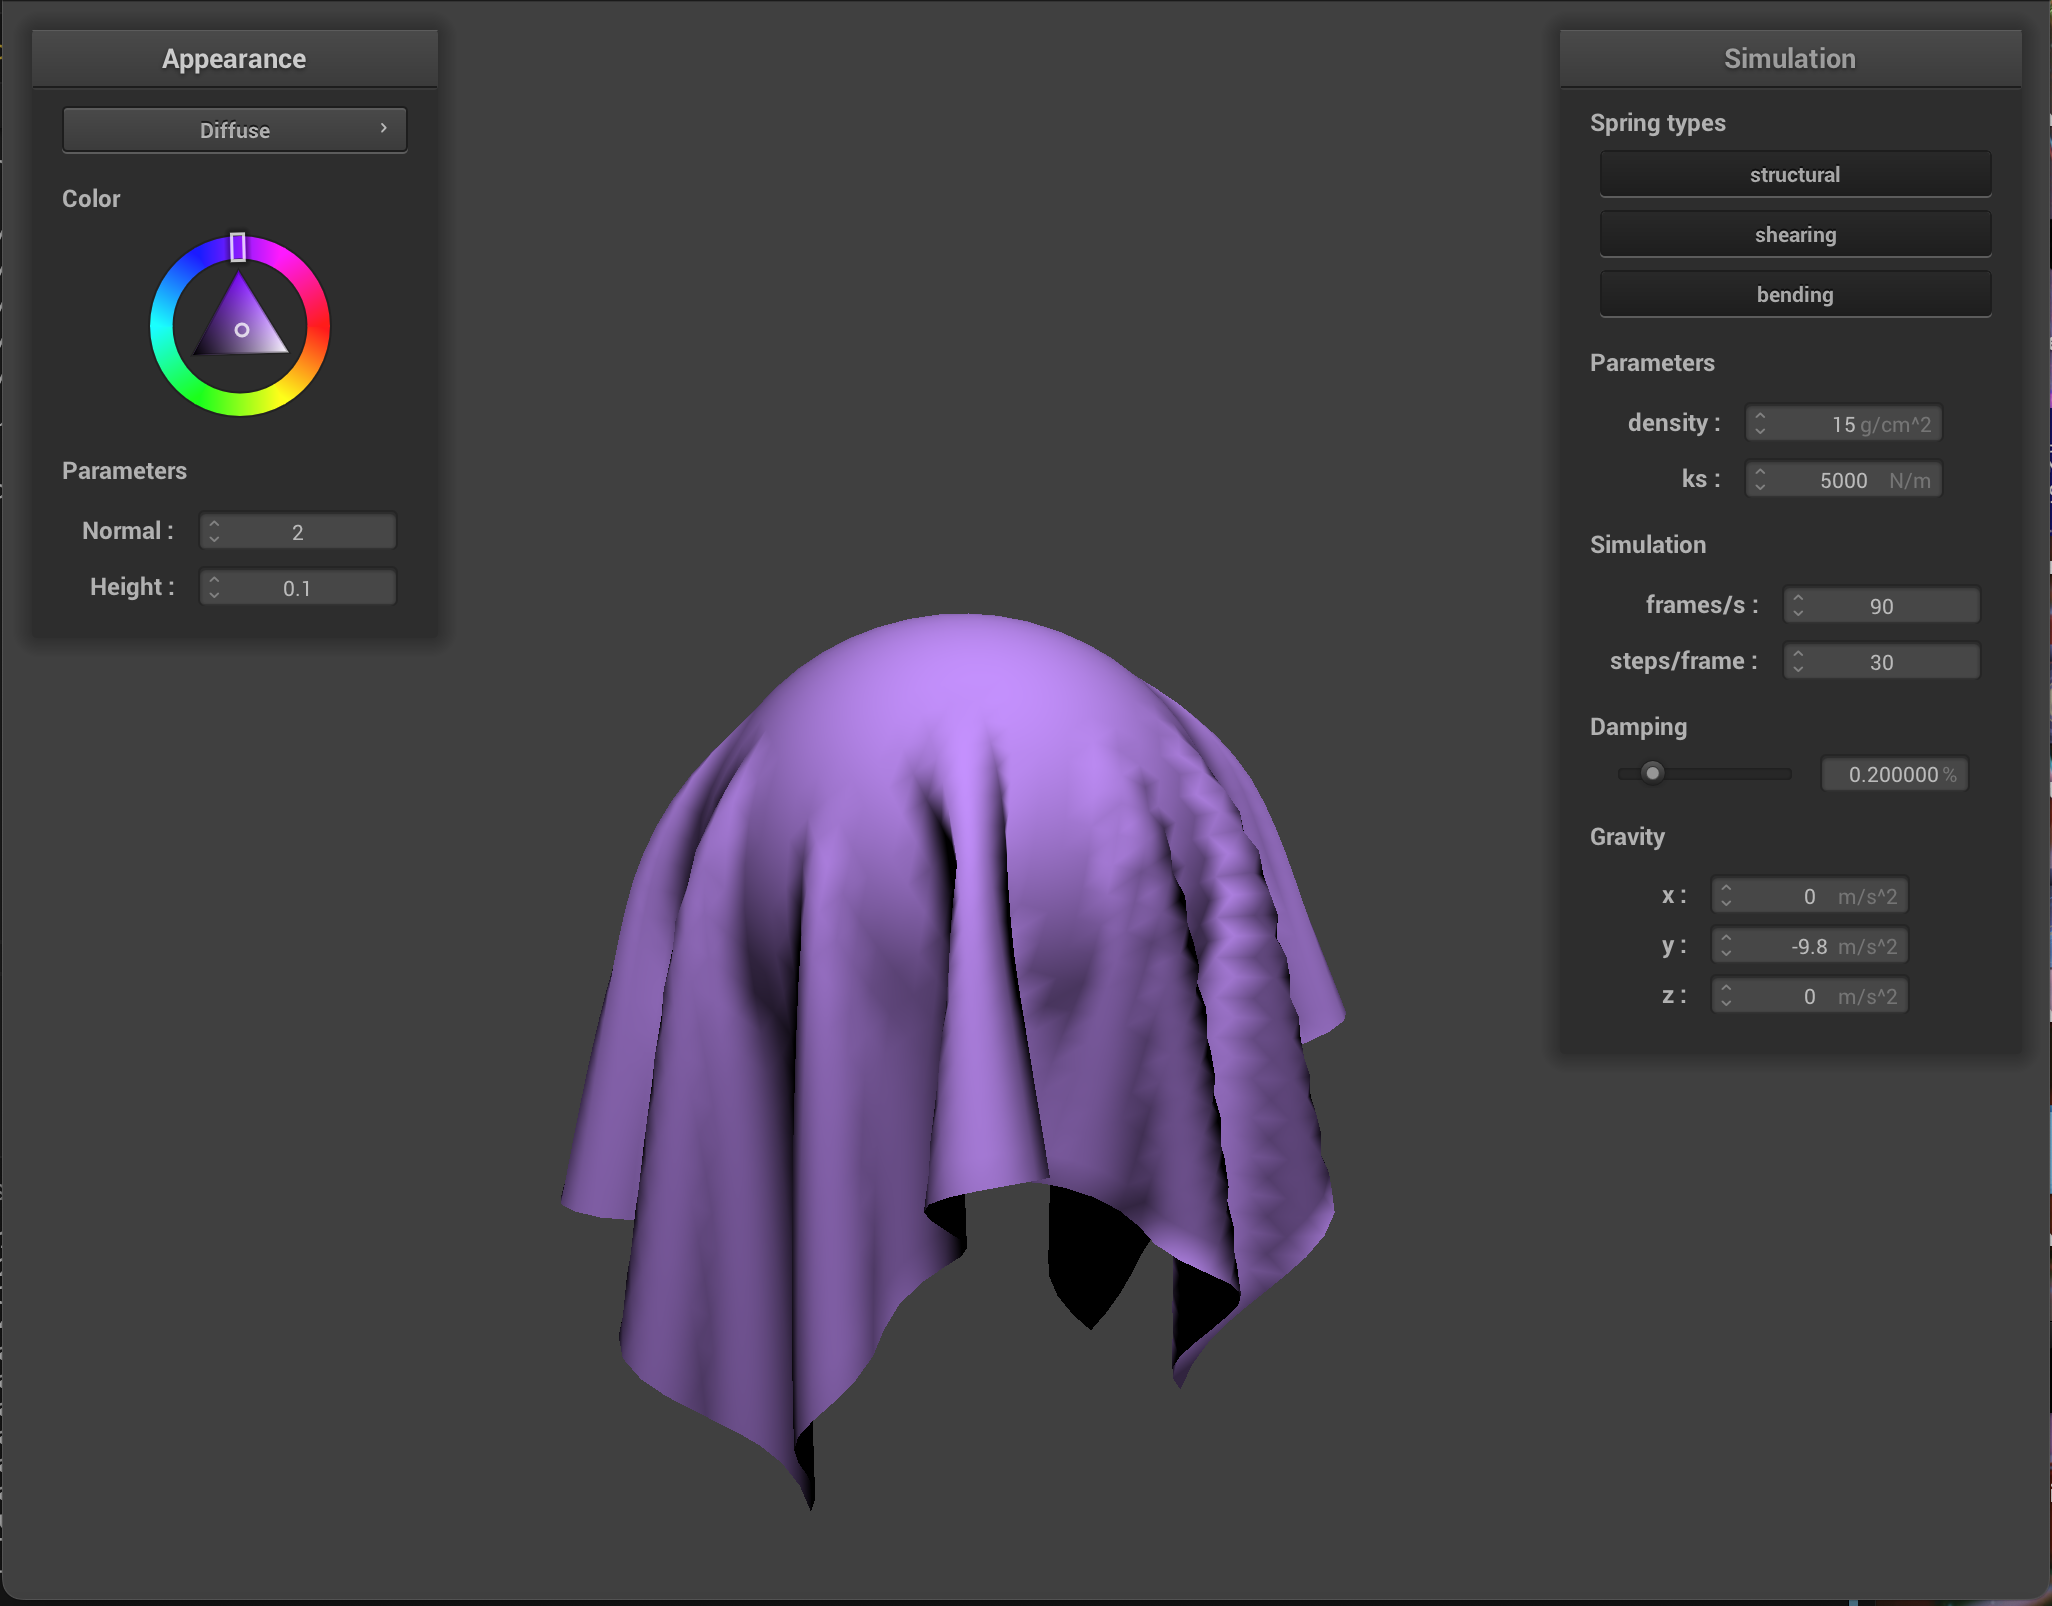 Appearance
Diffuse ›
Color
Parameters
Normal : 2
Height : 0.1
Simulation
Spring types
structural
shearing
bending
Parameters
density : 15 g/cm^2
ks : 5000 N/m
Simulation
frames/s : 90
steps/frame : 30
Damping
0.200000 %
Gravity
x : 0 m/s^2
y : -9.8 m/s^2
z : 0 m/s^2